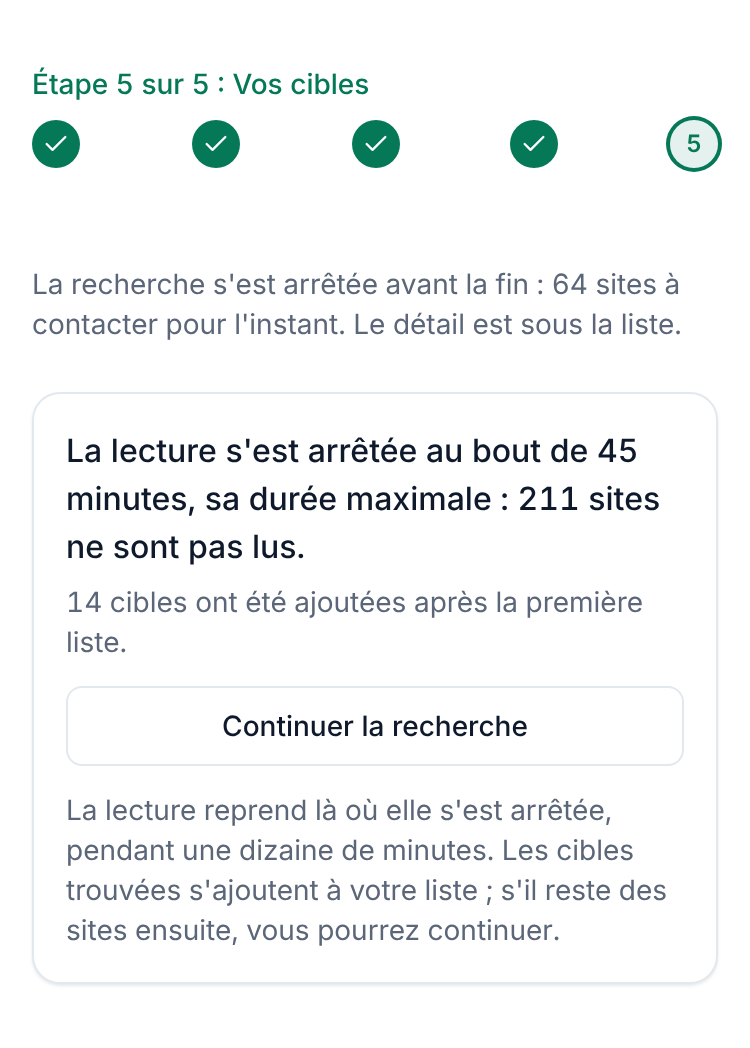 Étape 5 sur 5 : Vos cibles
5
La recherche s'est arrêtée avant la fin : 64 sites à
contacter pour l'instant. Le détail est sous la liste.
La lecture s'est arrêtée au bout de 45
minutes, sa durée maximale : 211 sites
ne sont pas lus.
14 cibles ont été ajoutées après la première
liste.
Continuer la recherche
La lecture reprend là où elle s'est arrêtée,
pendant une dizaine de minutes. Les cibles
trouvées s'ajoutent à votre liste ; s'il reste des
sites ensuite, vous pourrez continuer.